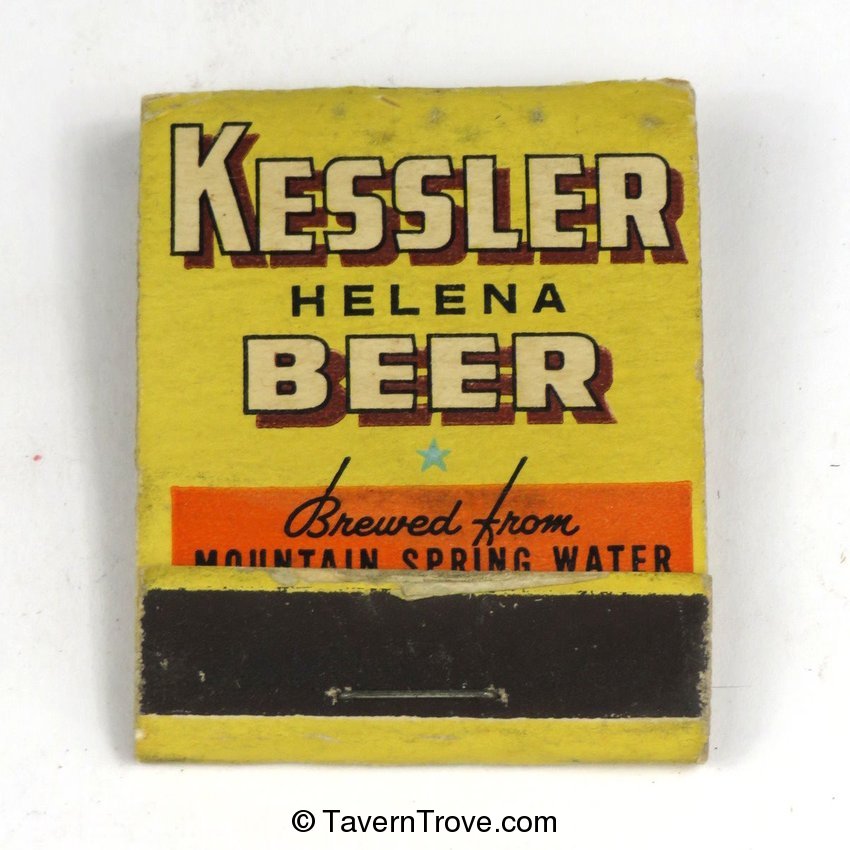 KESSLER
HELENA
BEER
Brewed from
MOUNTAIN SPRING WATER
© TavernTrove.com